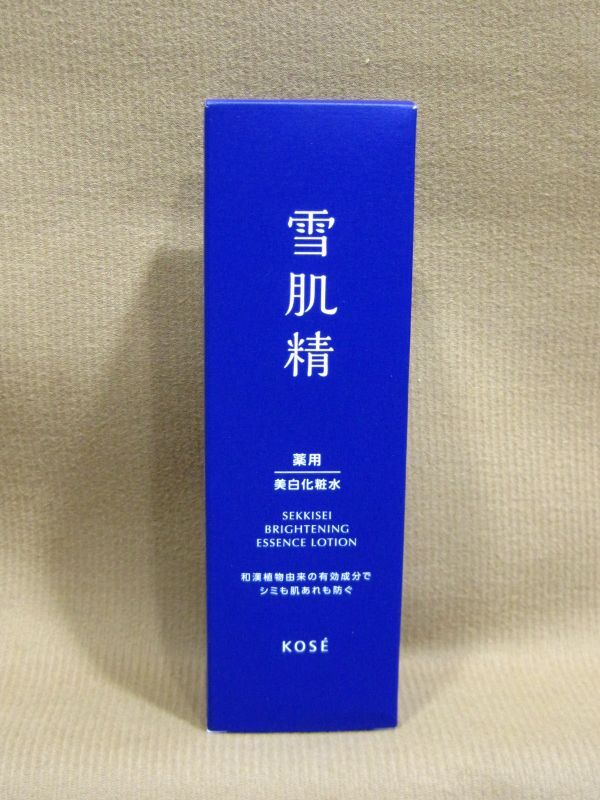 雪肌精
薬用
美白化粧水
SEKKISEI
BRIGHTENING
ESSENCE LOTION
和漢植物由来の有効成分で
シミも肌あれも防ぐ
KOSÉ